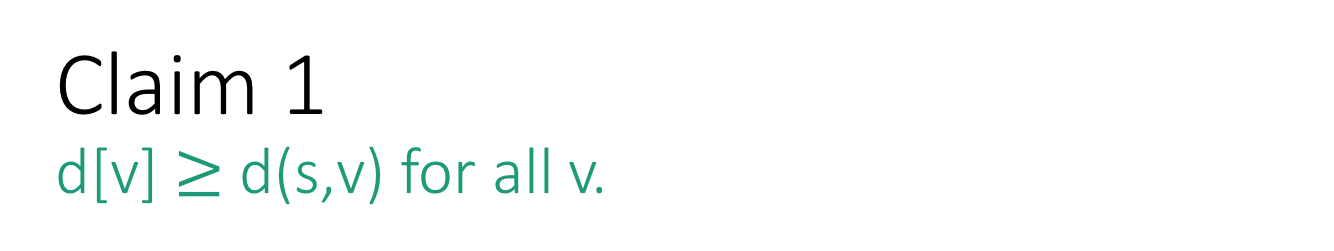 Claim 1
d[v] ≥ d(s,v) for all v.